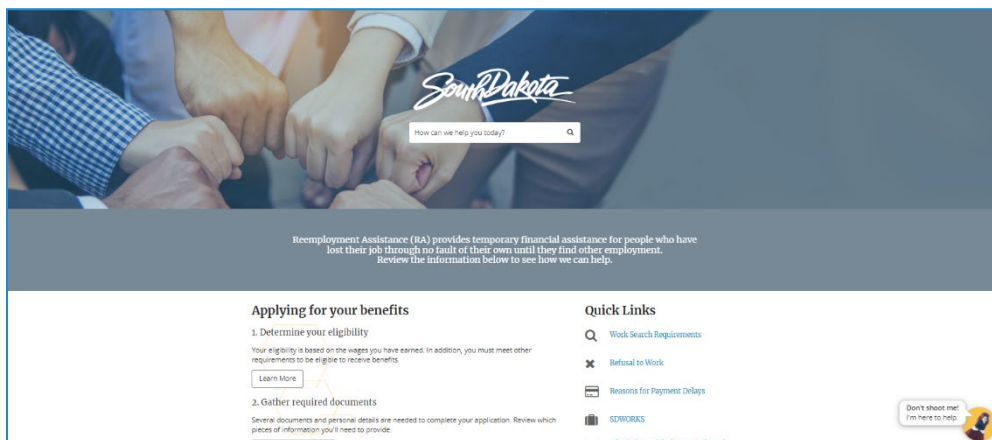 South Dakota
How can we help you today?
Reemployment Assistance (RA) provides temporary financial assistance for people who have
lost their job through no fault of their own until they find other employment.
Review the information below to see how we can help.
Applying for your benefits
1. Determine your eligibility
Your eligibility is based on the wages you have earned. In addition, you must meet other
requirements to be eligible to receive benefits.
Learn More
2. Gather required documents
Several documents and personal details are needed to complete your application. Review which
pieces of information you'll need to provide.
Quick Links
Work Search Requirements
Refusal to Work
Reasons for Payment Delays
SDWORKS
Don't shoot me!
I'm here to help.